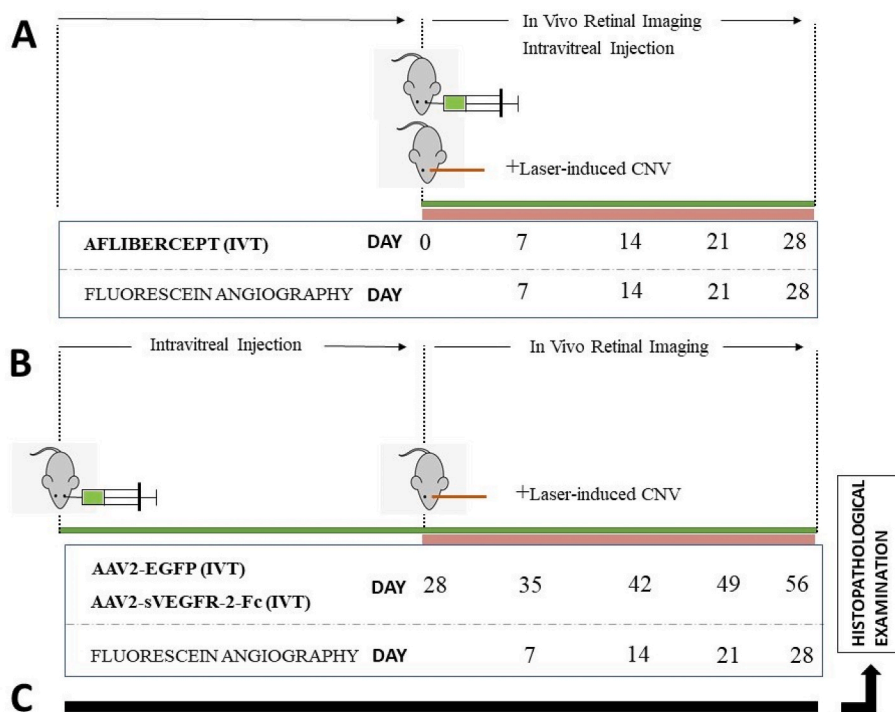 A
In Vivo Retinal Imaging
Intravitreal Injection
+Laser-induced CNV
AFLIBERCEPT (IVT) DAY 0 7 14 21 28
FLUORESCEIN ANGIOGRAPHY DAY 7 14 21 28
B
Intravitreal Injection In Vivo Retinal Imaging
+Laser-induced CNV
AAV2-EGFP (IVT)
AAV2-sVEGFR-2-Fc (IVT) DAY 28 35 42 49 56
FLUORESCEIN ANGIOGRAPHY DAY 7 14 21 28
HISTOPATHOLOGICAL
EXAMINATION
C